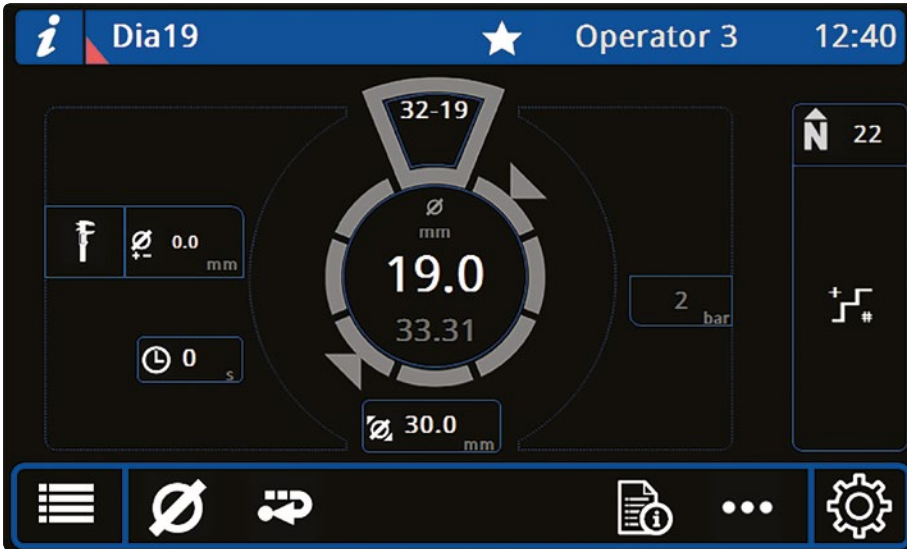 i Dia19 Operator 3 12:40
32-19
N 22
Ø
mm
Ø +- 0.0 mm
19.0
33.31
2 bar
0 s
#
Ø 30.0 mm
Ø
i